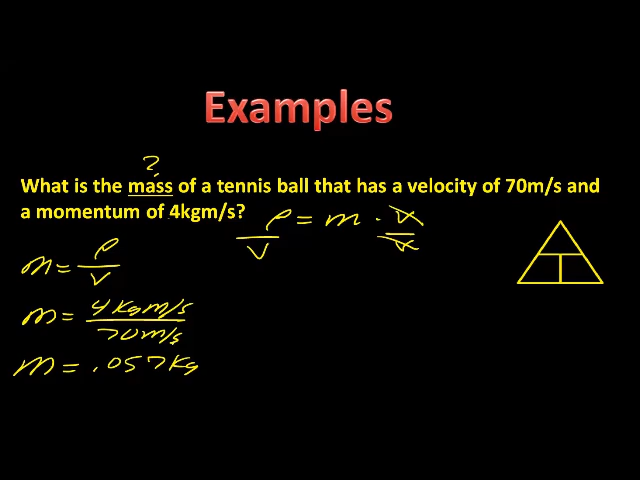 Examples
?
What is the mass of a tennis ball that has a velocity of 70m/s and
a momentum of 4kgm/s?
ρ/v = m · v/v
m = ρ/v
m = 4kgm/s / 70m/s
m = .057kg